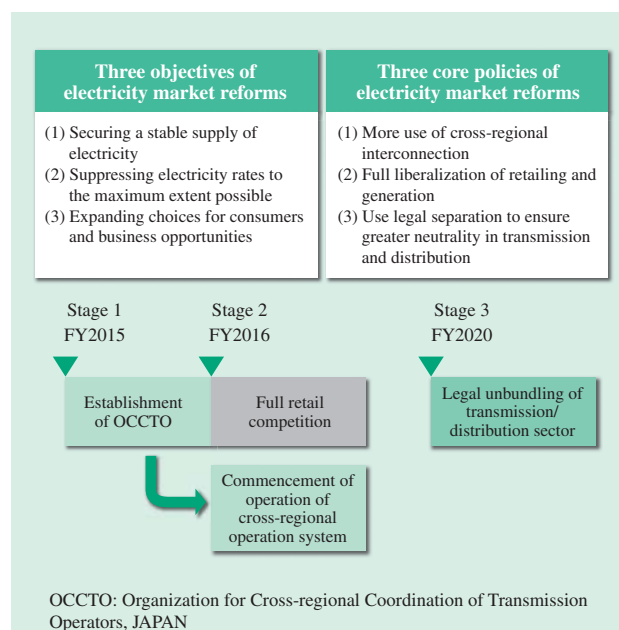 Three objectives of
electricity market reforms
(1) Securing a stable supply of
electricity
(2) Suppressing electricity rates to
the maximum extent possible
(3) Expanding choices for consumers
and business opportunities
Three core policies of
electricity market reforms
(1) More use of cross-regional
interconnection
(2) Full liberalization of retailing and
generation
(3) Use legal separation to ensure
greater neutrality in transmission
and distribution
Stage 1
FY2015
Stage 2
FY2016
Stage 3
FY2020
Establishment
of OCCTO
Full retail
competition
Legal unbundling of
transmission/
distribution sector
Commencement of
operation of
cross-regional
operation system
OCCTO: Organization for Cross-regional Coordination of Transmission
Operators, JAPAN